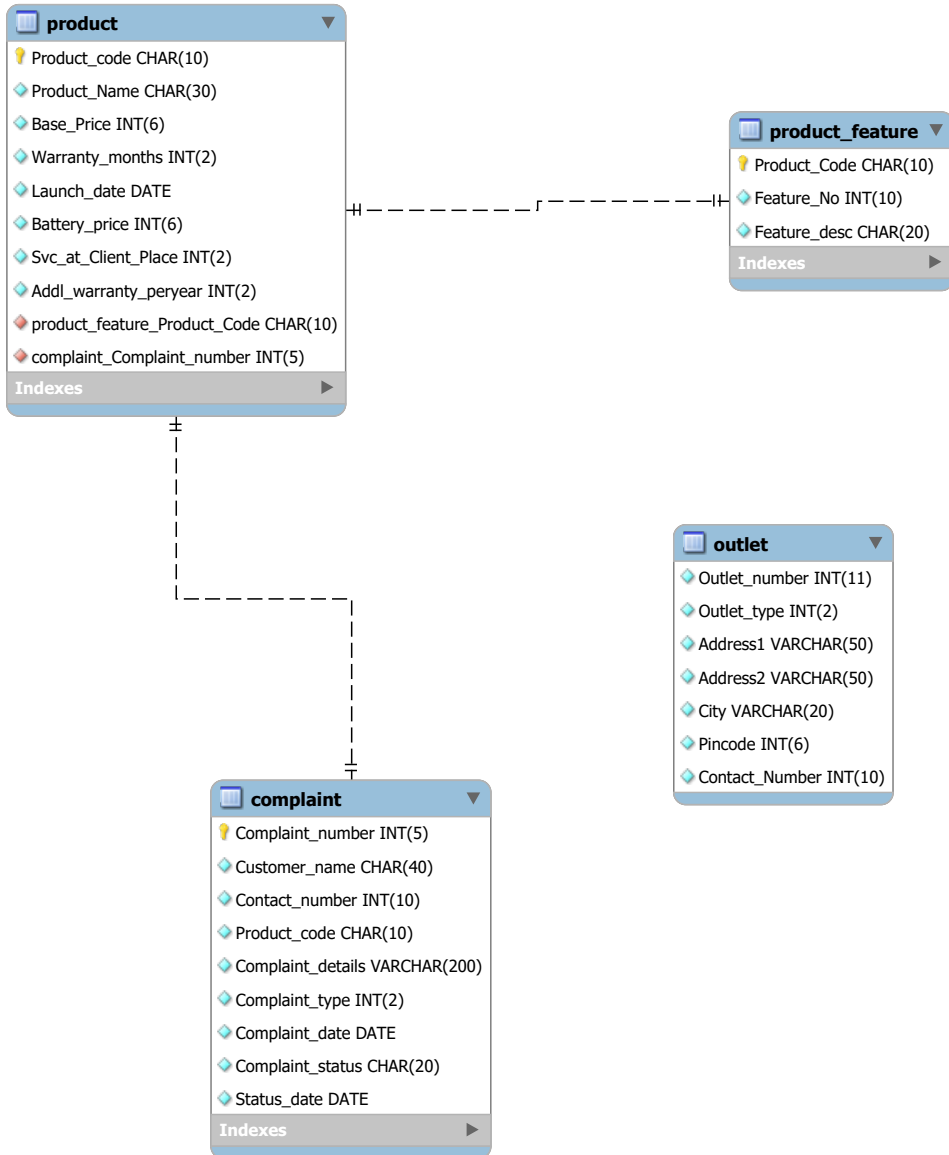 product
Product_code CHAR(10)
Product_Name CHAR(30)
Base_Price INT(6)
Warranty_months INT(2)
Launch_date DATE
Battery_price INT(6)
Svc_at_Client_Place INT(2)
Addl_warranty_peryear INT(2)
product_feature_Product_Code CHAR(10)
complaint_Complaint_number INT(5)
Indexes
product_feature
Product_Code CHAR(10)
Feature_No INT(10)
Feature_desc CHAR(20)
Indexes
outlet
Outlet_number INT(11)
Outlet_type INT(2)
Address1 VARCHAR(50)
Address2 VARCHAR(50)
City VARCHAR(20)
Pincode INT(6)
Contact_Number INT(10)
complaint
Complaint_number INT(5)
Customer_name CHAR(40)
Contact_number INT(10)
Product_code CHAR(10)
Complaint_details VARCHAR(200)
Complaint_type INT(2)
Complaint_date DATE
Complaint_status CHAR(20)
Status_date DATE
Indexes